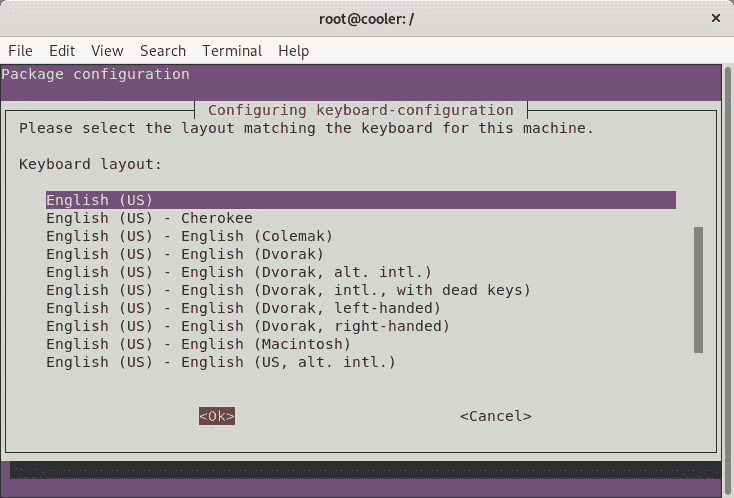 root@cooler: /
×
File Edit View Search Terminal Help
Package configuration
Configuring keyboard-configuration
Please select the layout matching the keyboard for this machine.
Keyboard layout:
English (US)
English (US) - Cherokee
English (US) - English (Colemak)
English (US) - English (Dvorak)
English (US) - English (Dvorak, alt. intl.)
English (US) - English (Dvorak, intl., with dead keys)
English (US) - English (Dvorak, left-handed)
English (US) - English (Dvorak, right-handed)
English (US) - English (Macintosh)
English (US) - English (US, alt. intl.)
<Ok> <Cancel>